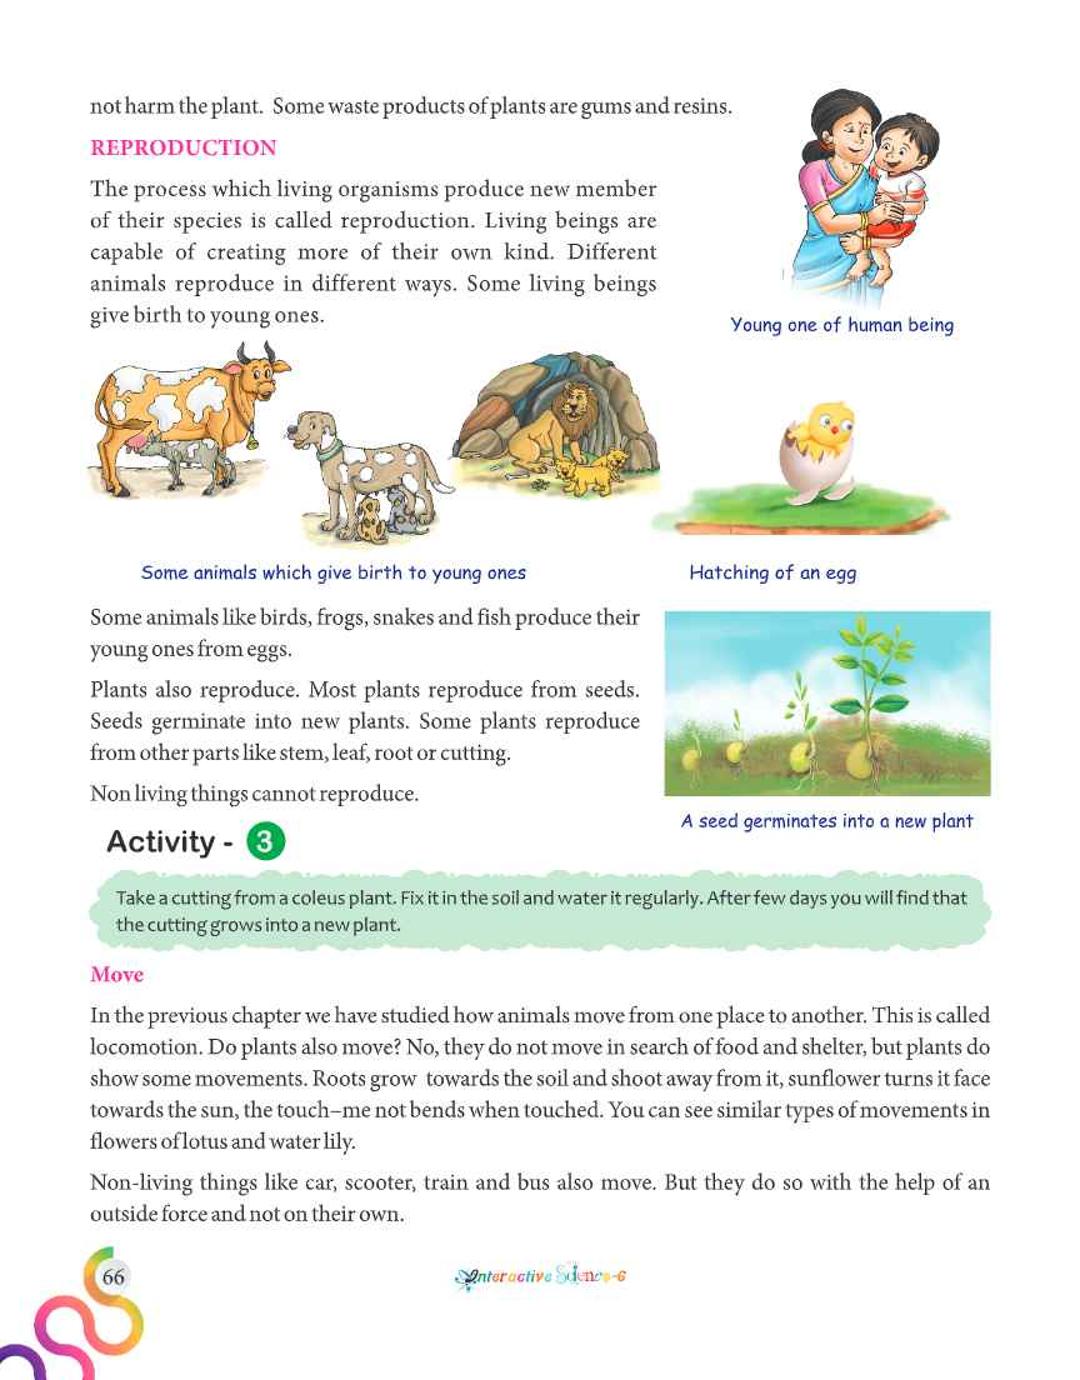 not harm the plant. Some waste products of plants are gums and resins.
REPRODUCTION
The process which living organisms produce new member
of their species is called reproduction. Living beings are
capable of creating more of their own kind. Different
animals reproduce in different ways. Some living beings
give birth to young ones.
Young one of human being
Some animals which give birth to young ones
Hatching of an egg
Some animals like birds, frogs, snakes and fish produce their
young ones from eggs.
Plants also reproduce. Most plants reproduce from seeds.
Seeds germinate into new plants. Some plants reproduce
from other parts like stem, leaf, root or cutting.
Non living things cannot reproduce.
A seed germinates into a new plant
Activity - 3
Take a cutting from a coleus plant. Fix it in the soil and water it regularly. After few days you will find that
the cutting grows into a new plant.
Move
In the previous chapter we have studied how animals move from one place to another. This is called
locomotion. Do plants also move? No, they do not move in search of food and shelter, but plants do
show some movements. Roots grow towards the soil and shoot away from it, sunflower turns it face
towards the sun, the touch–me not bends when touched. You can see similar types of movements in
flowers of lotus and water lily.
Non-living things like car, scooter, train and bus also move. But they do so with the help of an
outside force and not on their own.
66
Interactive Science-6